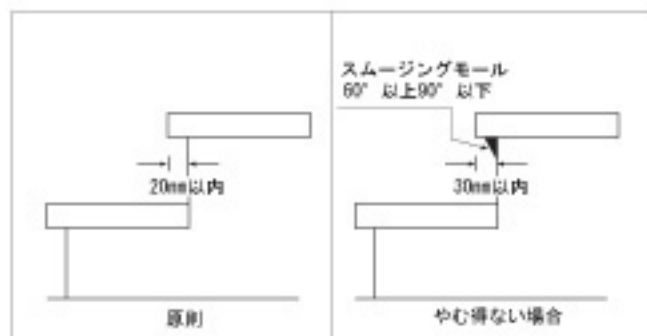 スムージングモール
60°以上90°以下
20mm以内
30mm以内
原則
やむ得ない場合